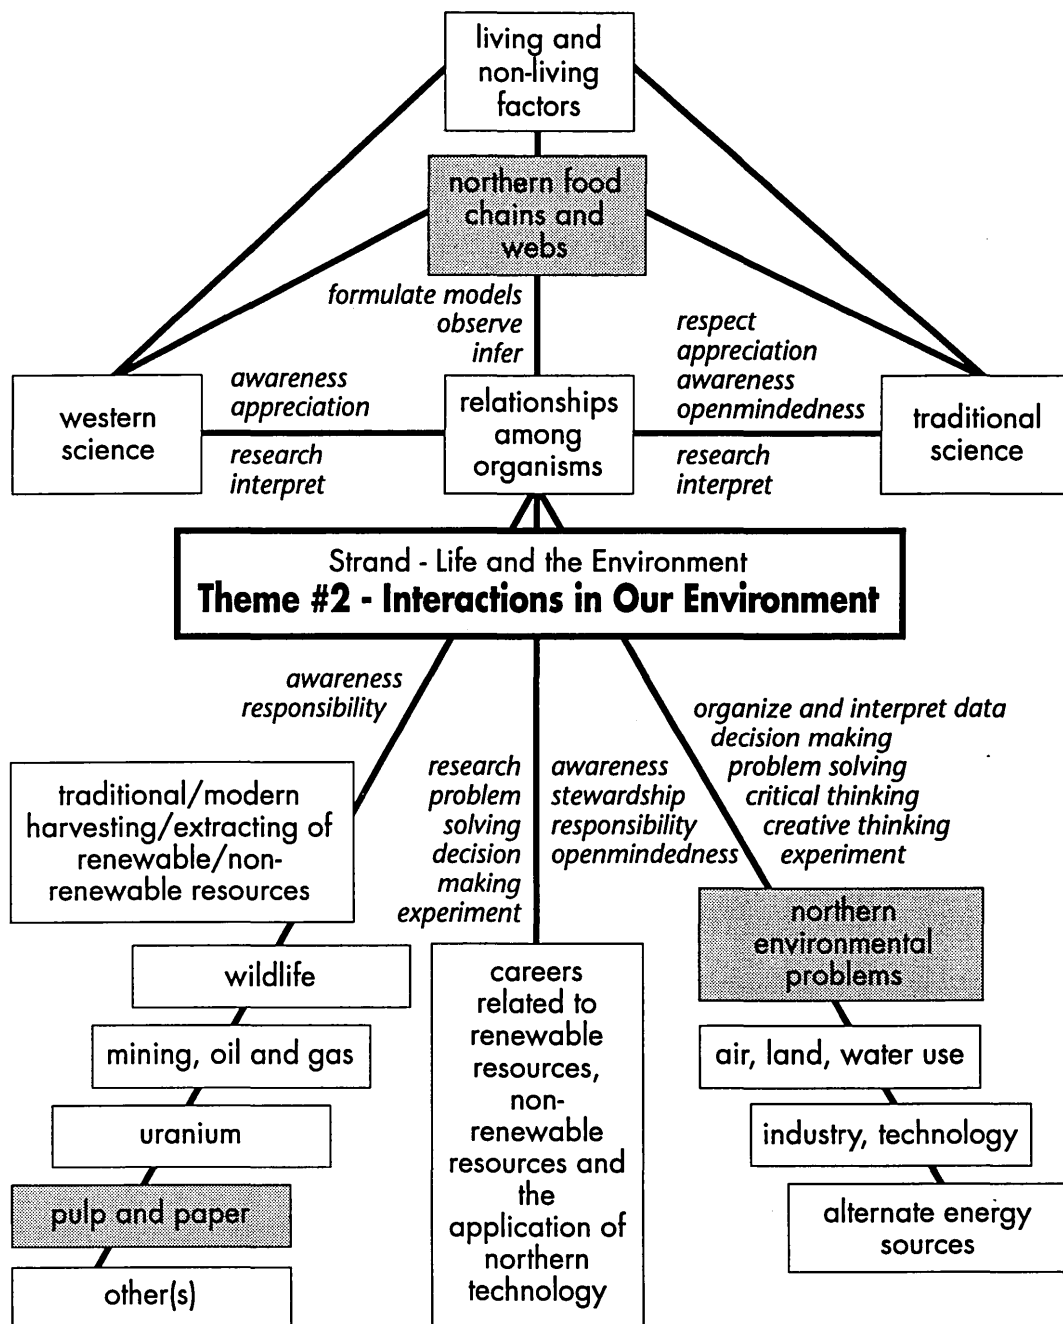 living and
non-living
factors
northern food
chains and
webs
formulate models
observe
infer
respect
appreciation
awareness
openmindedness
awareness
appreciation
western
science
relationships
among
organisms
traditional
science
research
interpret
research
interpret
Strand - Life and the Environment
Theme #2 - Interactions in Our Environment
awareness
responsibility
organize and interpret data
decision making
problem solving
critical thinking
creative thinking
experiment
research
problem
solving
decision
making
experiment
awareness
stewardship
responsibility
openmindedness
traditional/modern
harvesting/extracting of
renewable/non-
renewable resources
wildlife
mining, oil and gas
uranium
pulp and paper
other(s)
careers
related to
renewable
resources,
non-
renewable
resources and
the
application of
northern
technology
northern
environmental
problems
air, land, water use
industry, technology
alternate energy
sources